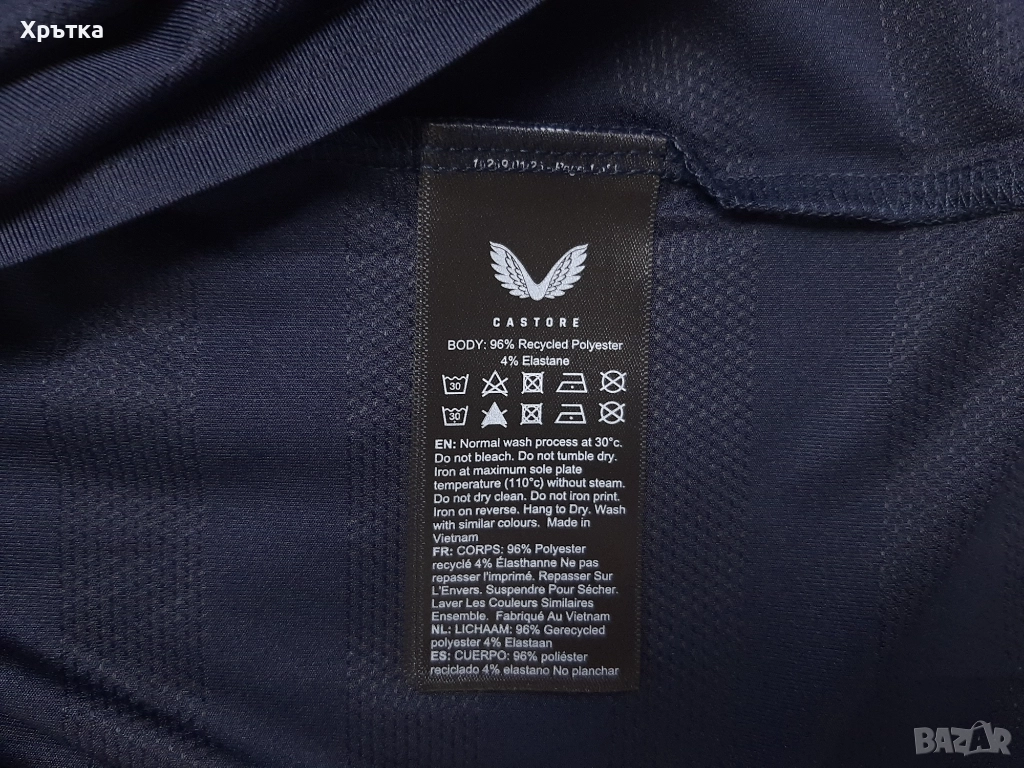 Хрътка
CASTORE
BODY: 96% Recycled Polyester
4% Elastane
30
30
EN: Normal wash process at 30°c.
Do not bleach. Do not tumble dry.
Iron at maximum sole plate
temperature (110°c) without steam.
Do not dry clean. Do not iron print.
Iron on reverse. Hang to Dry. Wash
with similar colours. Made in
Vietnam
FR: CORPS: 96% Polyester
recyclé 4% Élasthanne Ne pas
repasser l'imprimé. Repasser Sur
L'Envers. Suspendre Pour Sécher.
Laver Les Couleurs Similaires
Ensemble. Fabriqué Au Vietnam
NL: LICHAAM: 96% Gerecycled
polyester 4% Elastaan
ES: CUERPO: 96% poliéster
reciclado 4% elastano No planchar
BAZAR